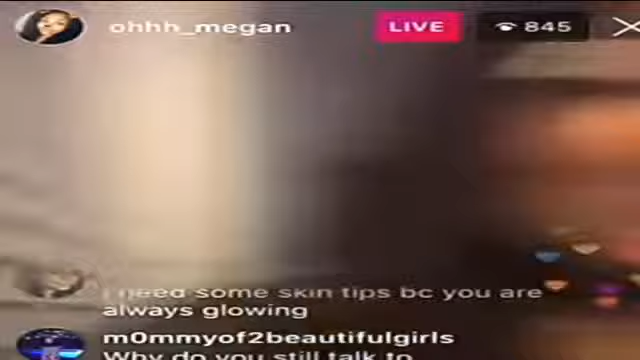 ohhh_megan
LIVE
845
need some skin tips bc you are
always glowing
m0mmyof2beautifulgirls
Why do you still talk to